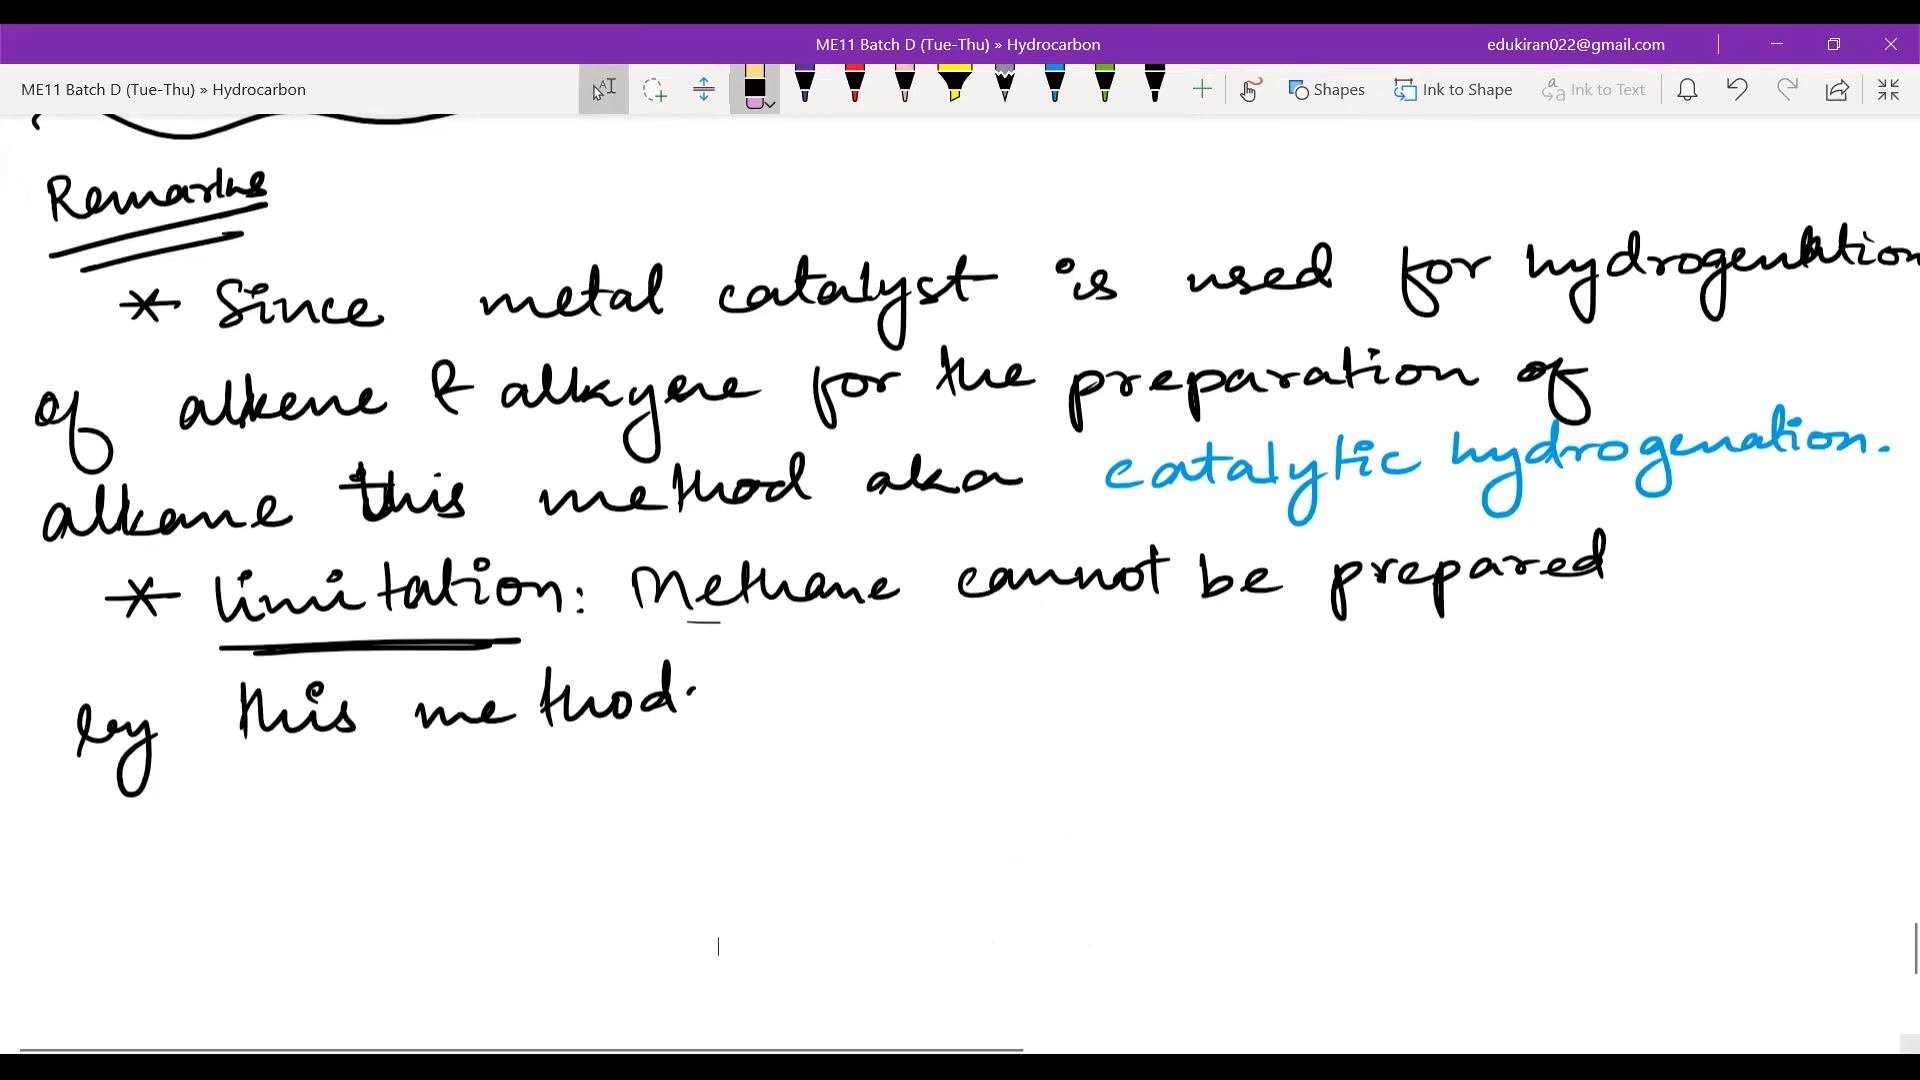 ME11 Batch D (Tue-Thu) » Hydrocarbon
edukiran022@gmail.com
ME11 Batch D (Tue-Thu) » Hydrocarbon
Shapes
Ink to Shape
Ink to Text
Remarks
* Since metal catalyst is used for hydrogenation
of alkene & alkyene for the preparation of
alkane this method aka catalytic hydrogenation.
* limitation: Methane cannot be prepared
by this method.